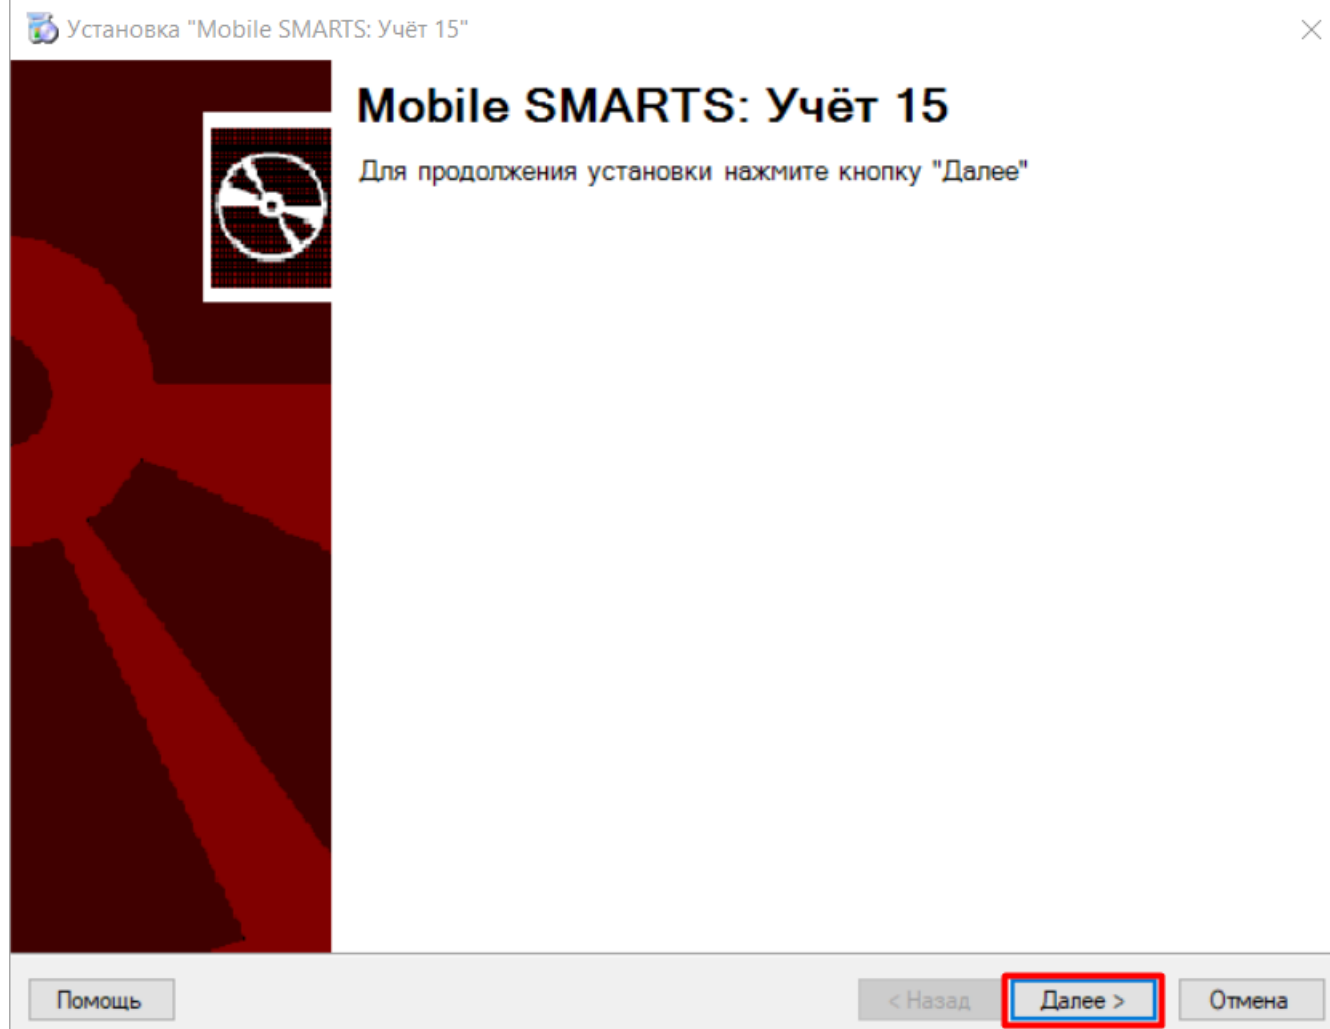 Установка "Mobile SMARTS: Учёт 15"
Mobile SMARTS: Учёт 15
Для продолжения установки нажмите кнопку "Далее"
Помощь
< Назад
Далее >
Отмена